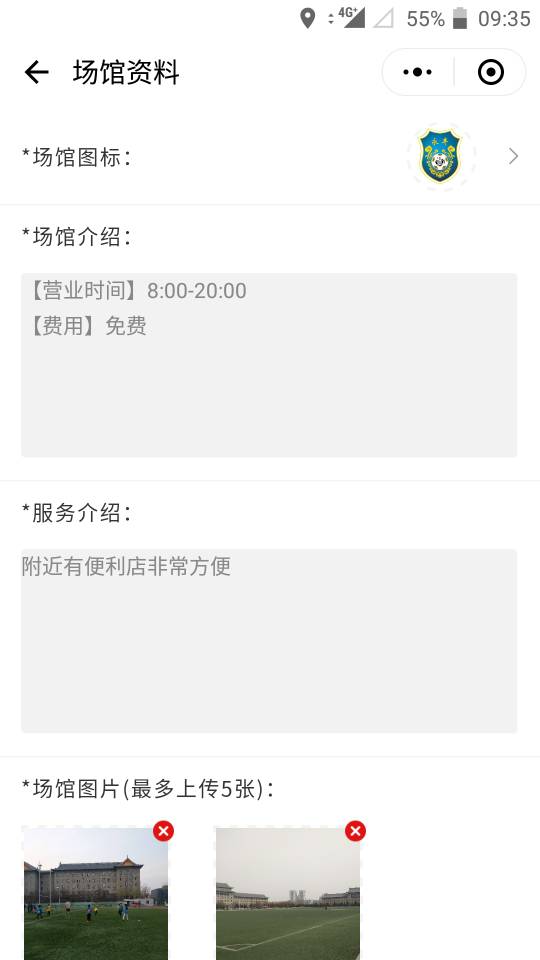 4G+ 55% 09:35
场馆资料
*场馆图标：
*场馆介绍：
【营业时间】8:00-20:00
【费用】免费
*服务介绍：
附近有便利店非常方便
*场馆图片(最多上传5张)：